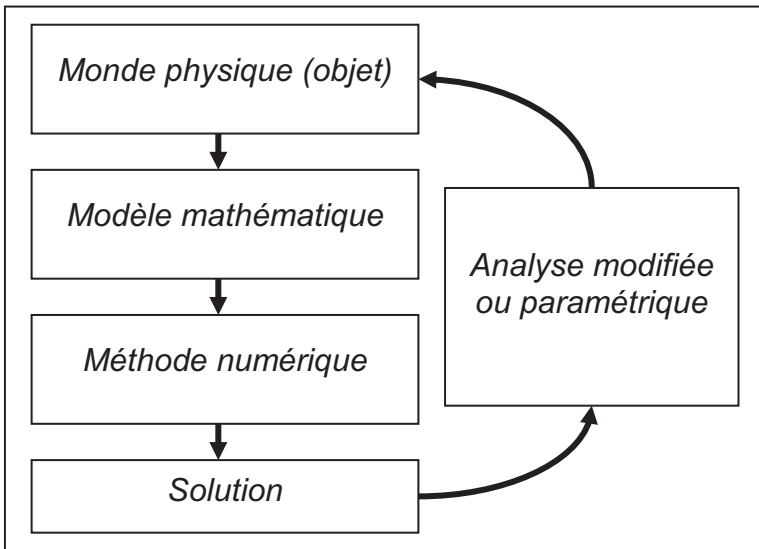 Monde physique (objet)
Modèle mathématique
Méthode numérique
Solution
Analyse modifiée
ou paramétrique